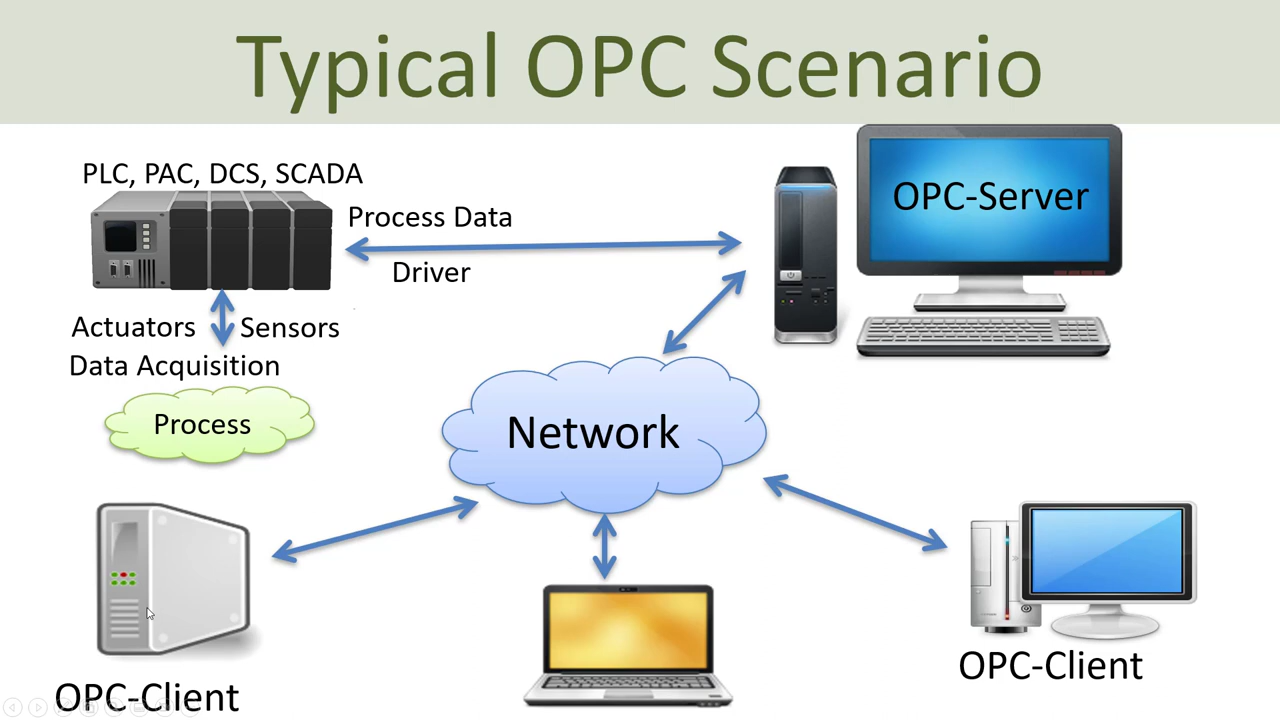 Typical OPC Scenario
PLC, PAC, DCS, SCADA
Process Data
Driver
OPC-Server
Actuators
Sensors
Data Acquisition
Process
Network
OPC-Client
OPC-Client